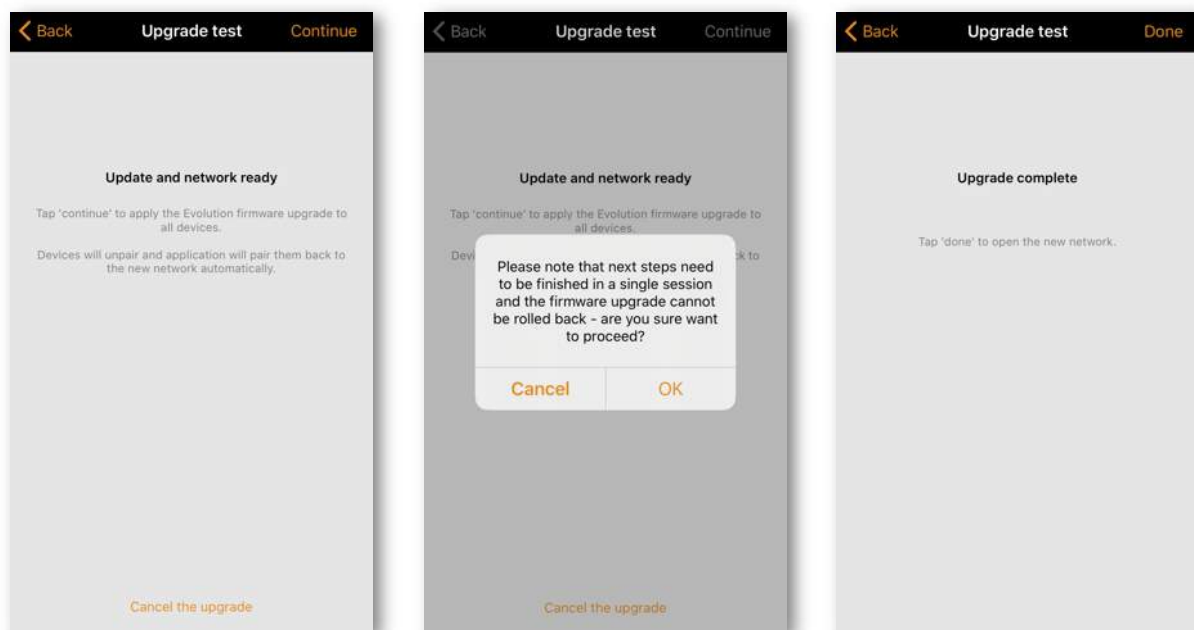 Back Upgrade test Continue
Update and network ready
Tap 'continue' to apply the Evolution firmware upgrade to
all devices.
Devices will unpair and application will pair them back to
the new network automatically.
Cancel the upgrade
Back Upgrade test Continue
Update and network ready
Tap 'continue' to apply the Evolution firmware upgrade to
all devices.
Devi
k to
Please note that next steps need
to be finished in a single session
and the firmware upgrade cannot
be rolled back - are you sure want
to proceed?
Cancel OK
Cancel the upgrade
Back Upgrade test Done
Upgrade complete
Tap 'done' to open the new network.